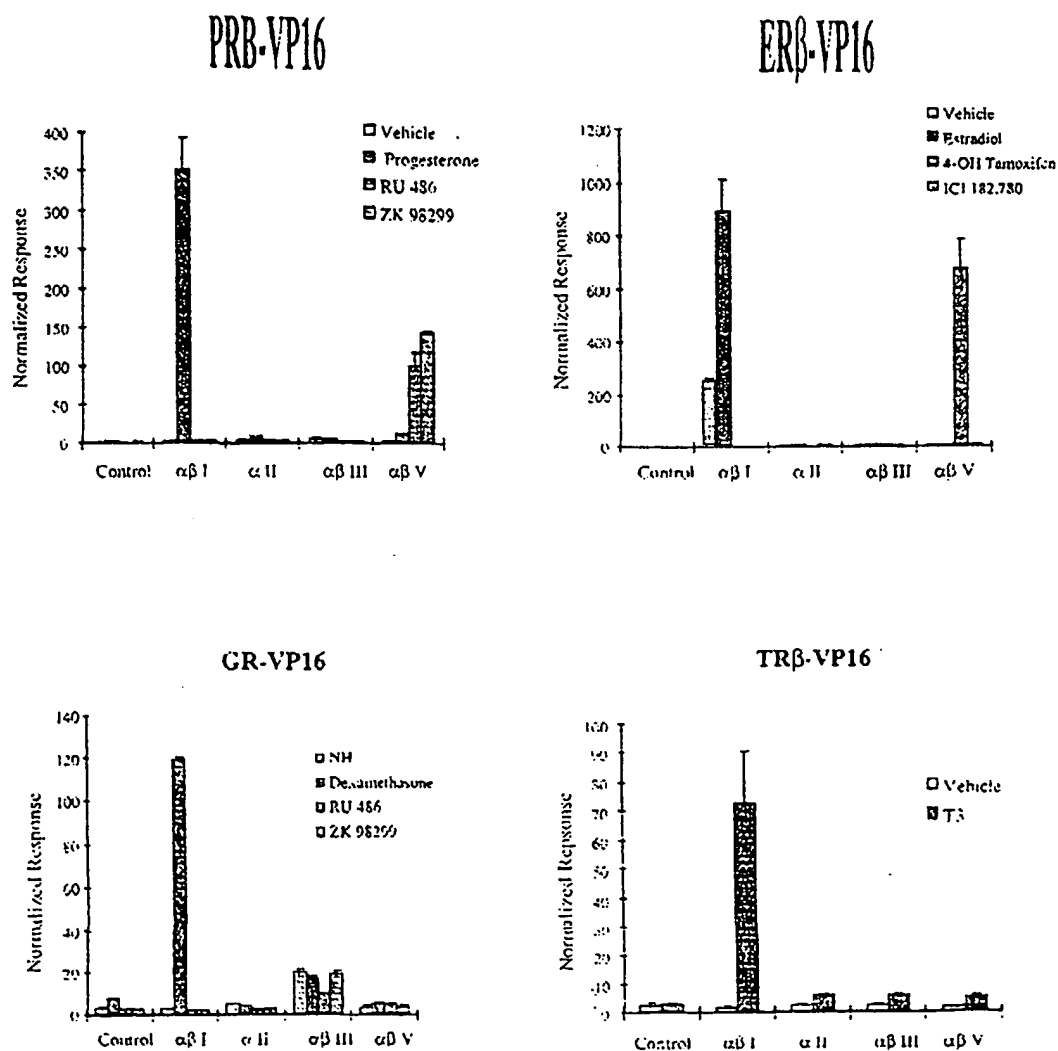 PRB-VP16
Normalized Response
400
350
300
250
200
150
100
50
0
Vehicle
Progesterone
RU 486
ZK 98299
Control αβ I α II αβ III αβ V
ERβ-VP16
Normalized Response
1200
1000
800
600
400
200
0
Vehicle
Estradiol
4-OH Tamoxifen
ICI 182,780
Control αβ I α II αβ III αβ V
GR-VP16
Normalized Response
140
120
100
80
60
40
20
0
NH
Dexamethasone
RU 486
ZK 98299
Control αβ I α II αβ III αβ V
TRβ-VP16
Normalized Repsonse
100
90
80
70
60
50
40
30
20
10
0
Vehicle
T3
Control αβ I α II αβ III αβ V